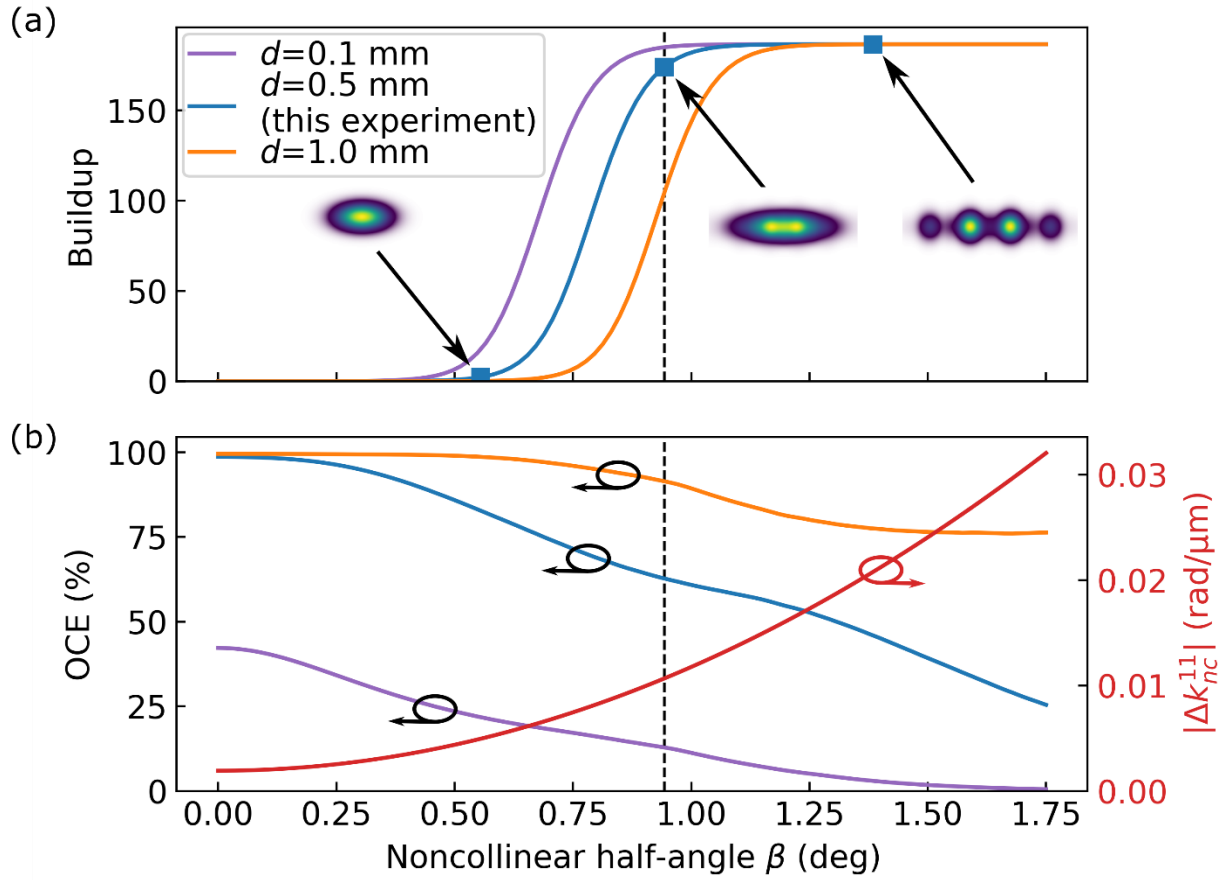 (a)
Buildup
150
100
50
0
d=0.1 mm
d=0.5 mm
(this experiment)
d=1.0 mm
(b)
OCE (%)
100
75
50
25
0
0.03
0.02
0.01
0.00
|Δk_{nc}^{11}| (rad/μm)
0.00 0.25 0.50 0.75 1.00 1.25 1.50 1.75
Noncollinear half-angle β (deg)